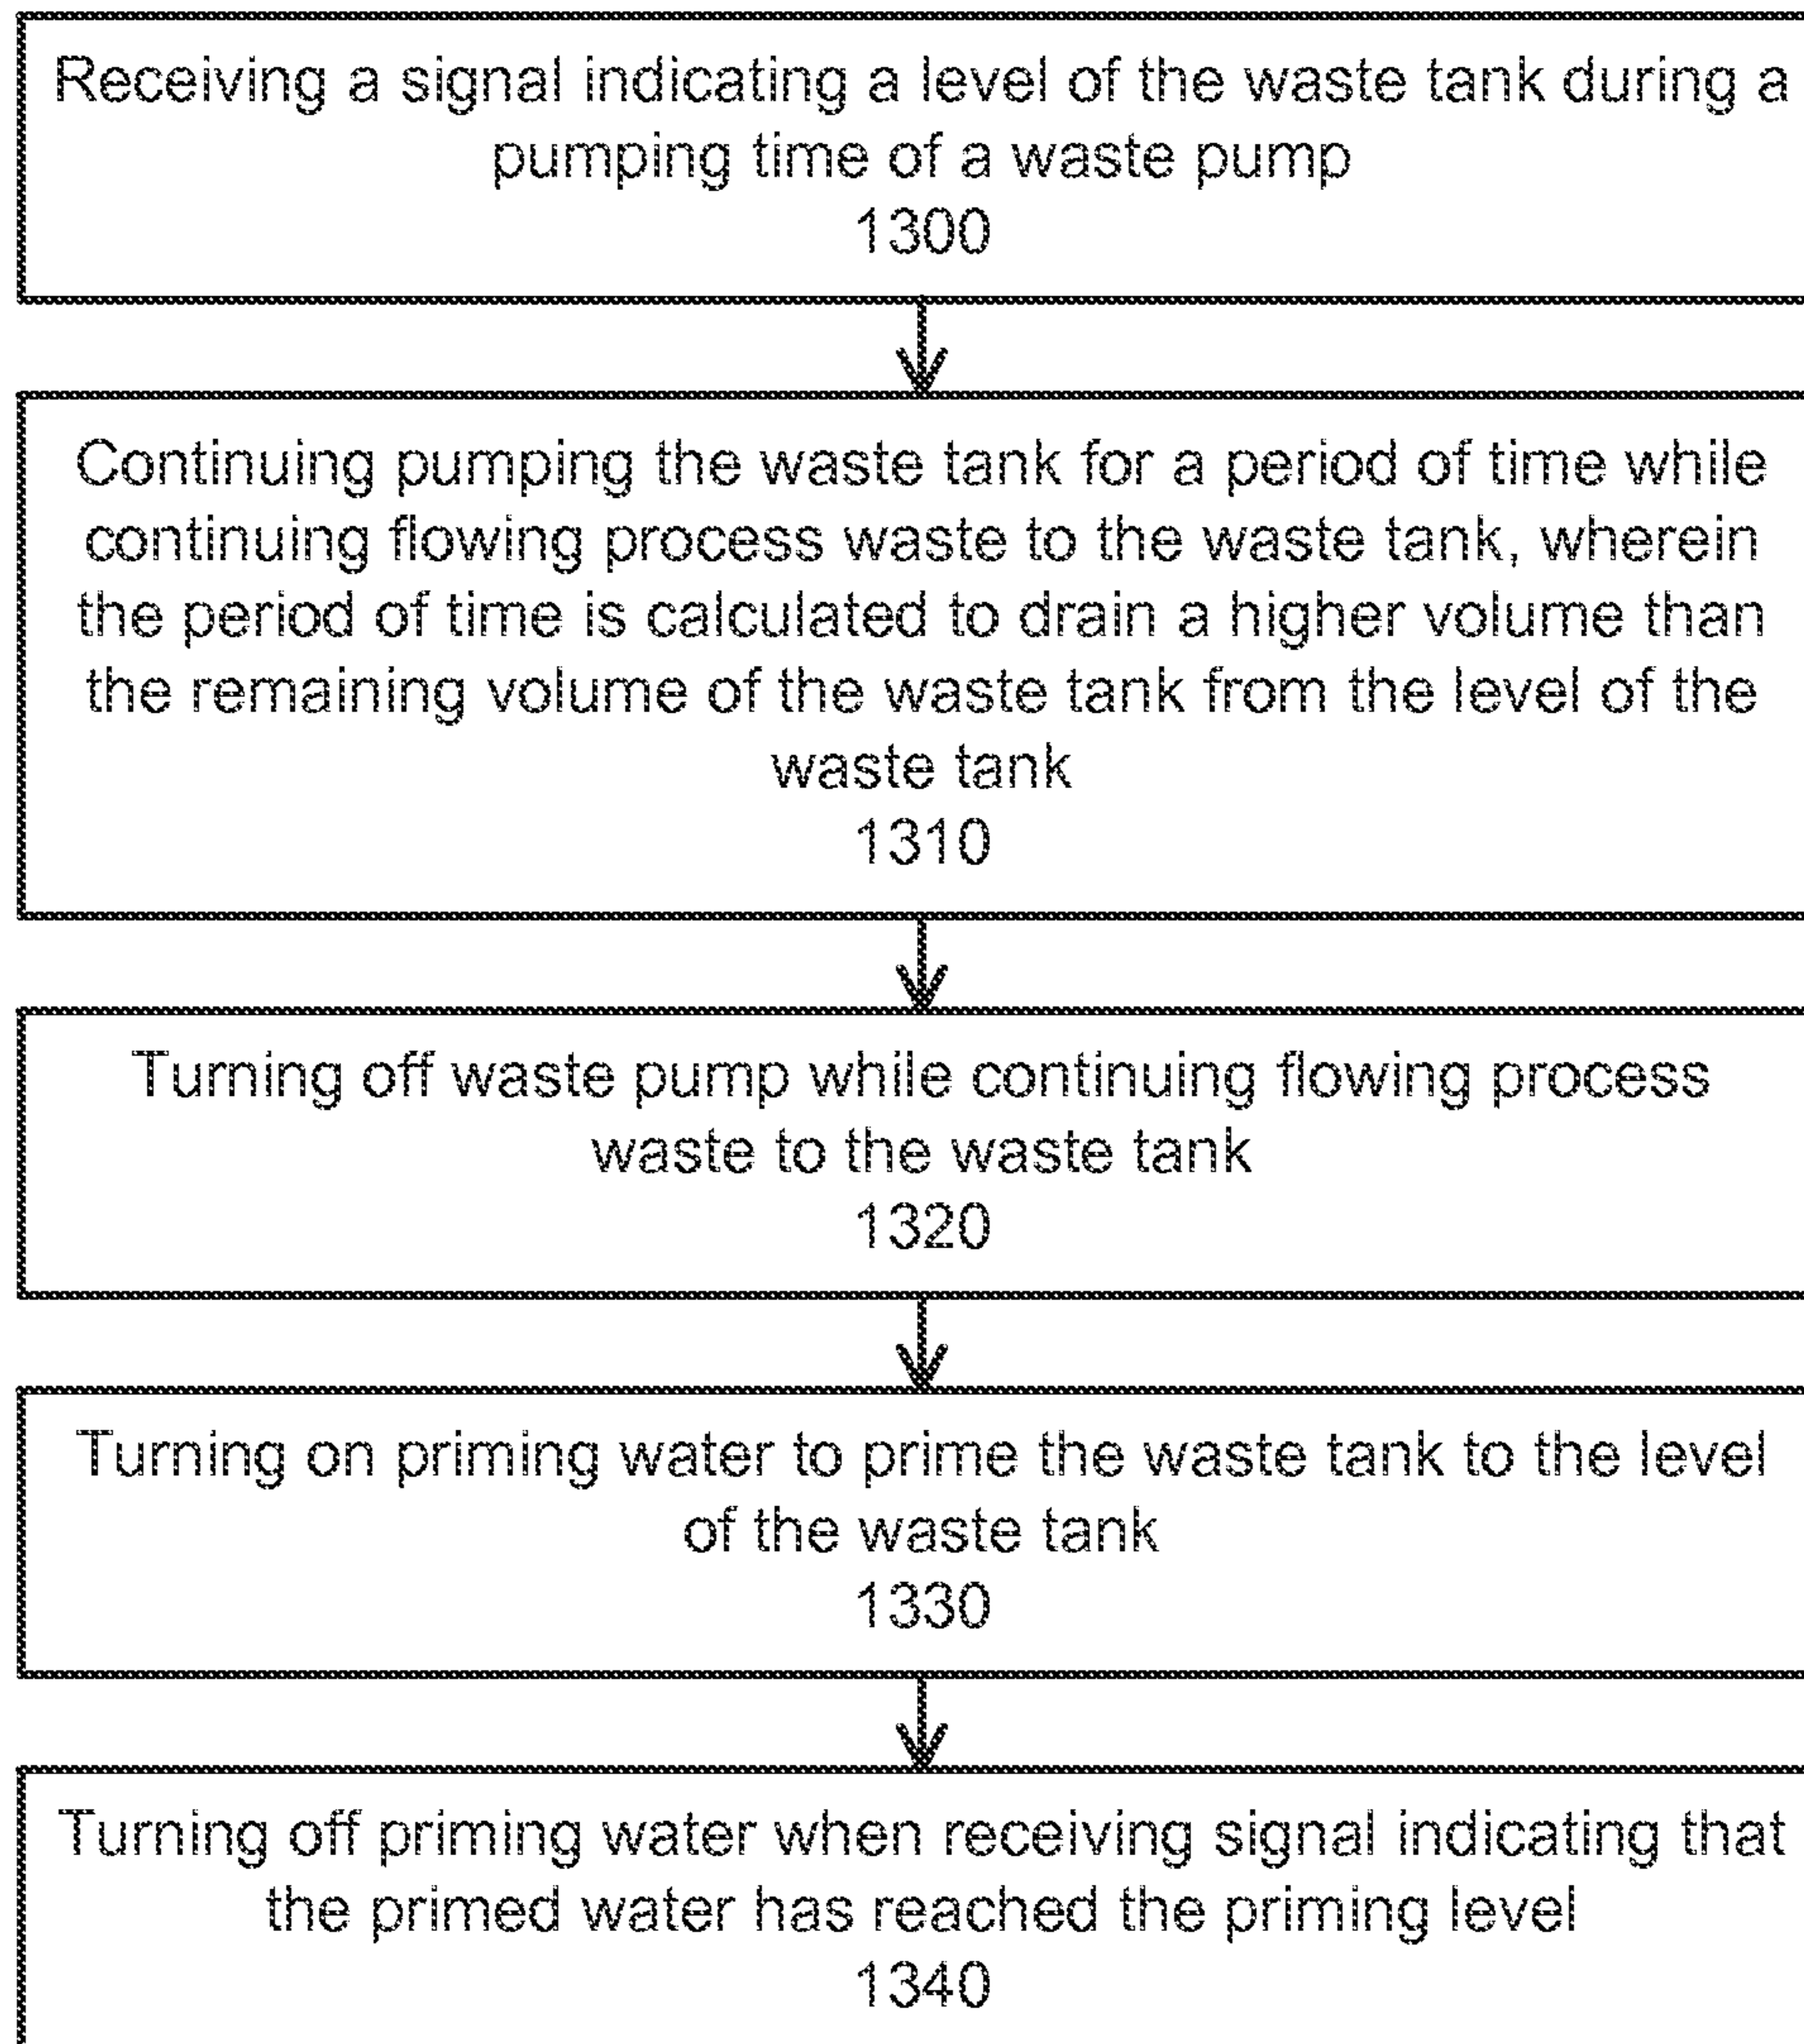 Receiving a signal indicating a level of the waste tank during a
pumping time of a waste pump
1300
Continuing pumping the waste tank for a period of time while
continuing flowing process waste to the waste tank, wherein
the period of time is calculated to drain a higher volume than
the remaining volume of the waste tank from the level of the
waste tank
1310
Turning off waste pump while continuing flowing process
waste to the waste tank
1320
Turning on priming water to prime the waste tank to the level
of the waste tank
1330
Turning off priming water when receiving signal indicating that
the primed water has reached the priming level
1340